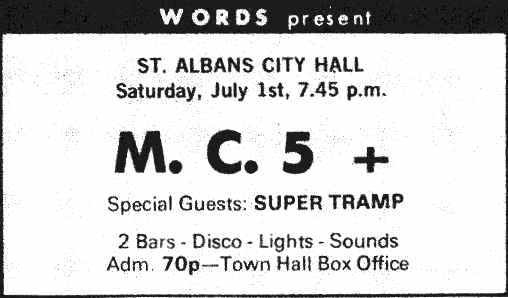 WORDS present
ST. ALBANS CITY HALL
Saturday, July 1st, 7.45 p.m.
M. C. 5 +
Special Guests: SUPER TRAMP
2 Bars - Disco - Lights - Sounds
Adm. 70p—Town Hall Box Office